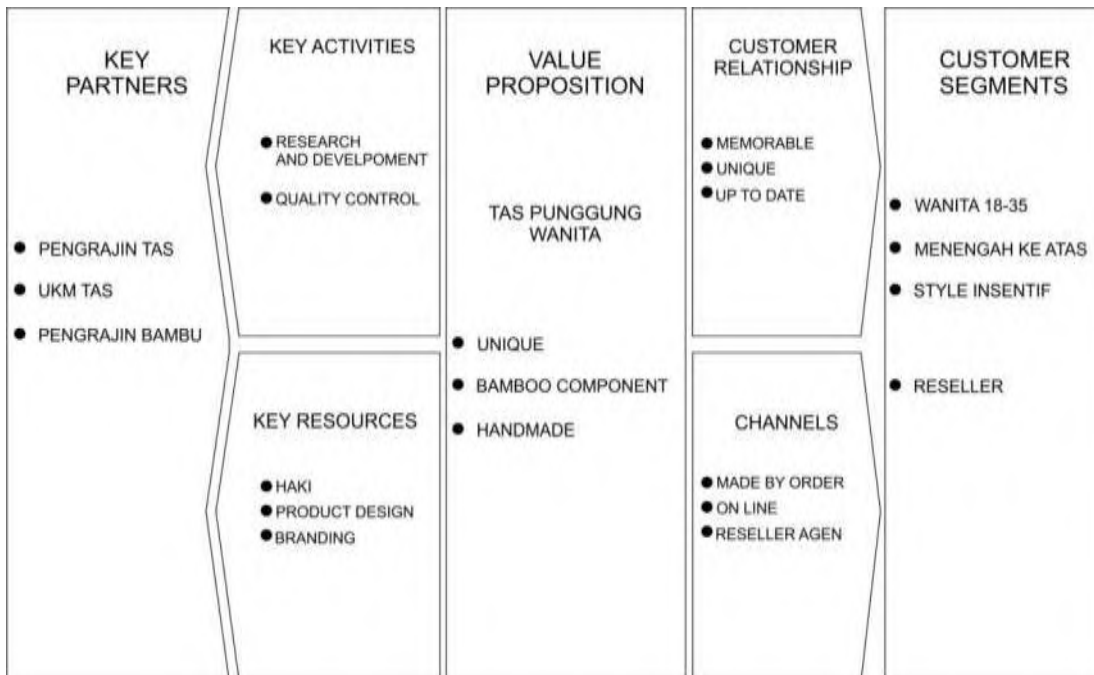 KEY
PARTNERS
● PENGRAJIN TAS
● UKM TAS
● PENGRAJIN BAMBU
KEY ACTIVITIES
● RESEARCH
AND DEVELPOMENT
● QUALITY CONTROL
KEY RESOURCES
● HAKI
● PRODUCT DESIGN
● BRANDING
VALUE
PROPOSITION
TAS PUNGGUNG
WANITA
● UNIQUE
● BAMBOO COMPONENT
● HANDMADE
CUSTOMER
RELATIONSHIP
● MEMORABLE
● UNIQUE
● UP TO DATE
CHANNELS
● MADE BY ORDER
● ON LINE
● RESELLER AGEN
CUSTOMER
SEGMENTS
● WANITA 18-35
● MENENGAH KE ATAS
● STYLE INSENTIF
● RESELLER